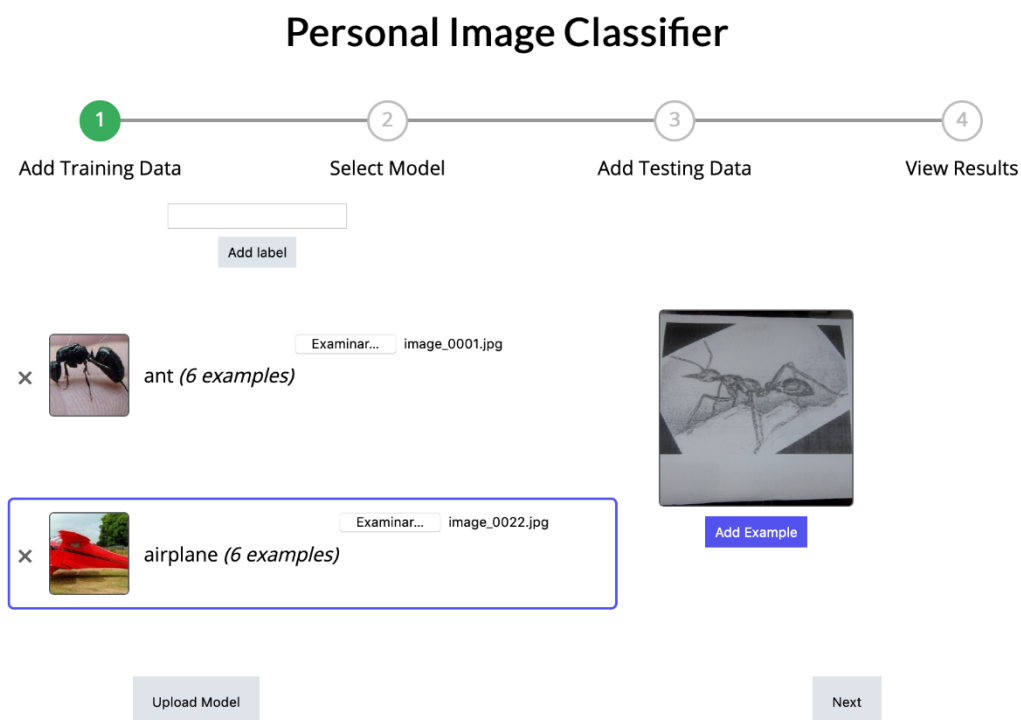 Personal Image Classifier
1
2
3
4
Add Training Data
Select Model
Add Testing Data
View Results
Add label
Examinar... image_0001.jpg
× ant (6 examples)
Add Example
Examinar... image_0022.jpg
× airplane (6 examples)
Upload Model
Next